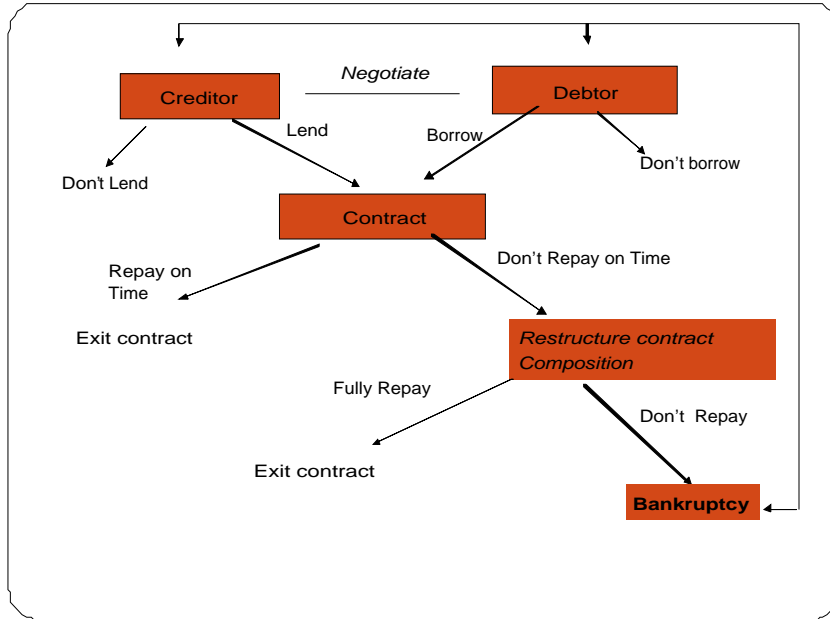 Negotiate
Creditor
Debtor
Lend
Borrow
Don't Lend
Don't borrow
Contract
Repay on
Time
Don't Repay on Time
Exit contract
Restructure contract
Composition
Fully Repay
Don't Repay
Exit contract
Bankruptcy